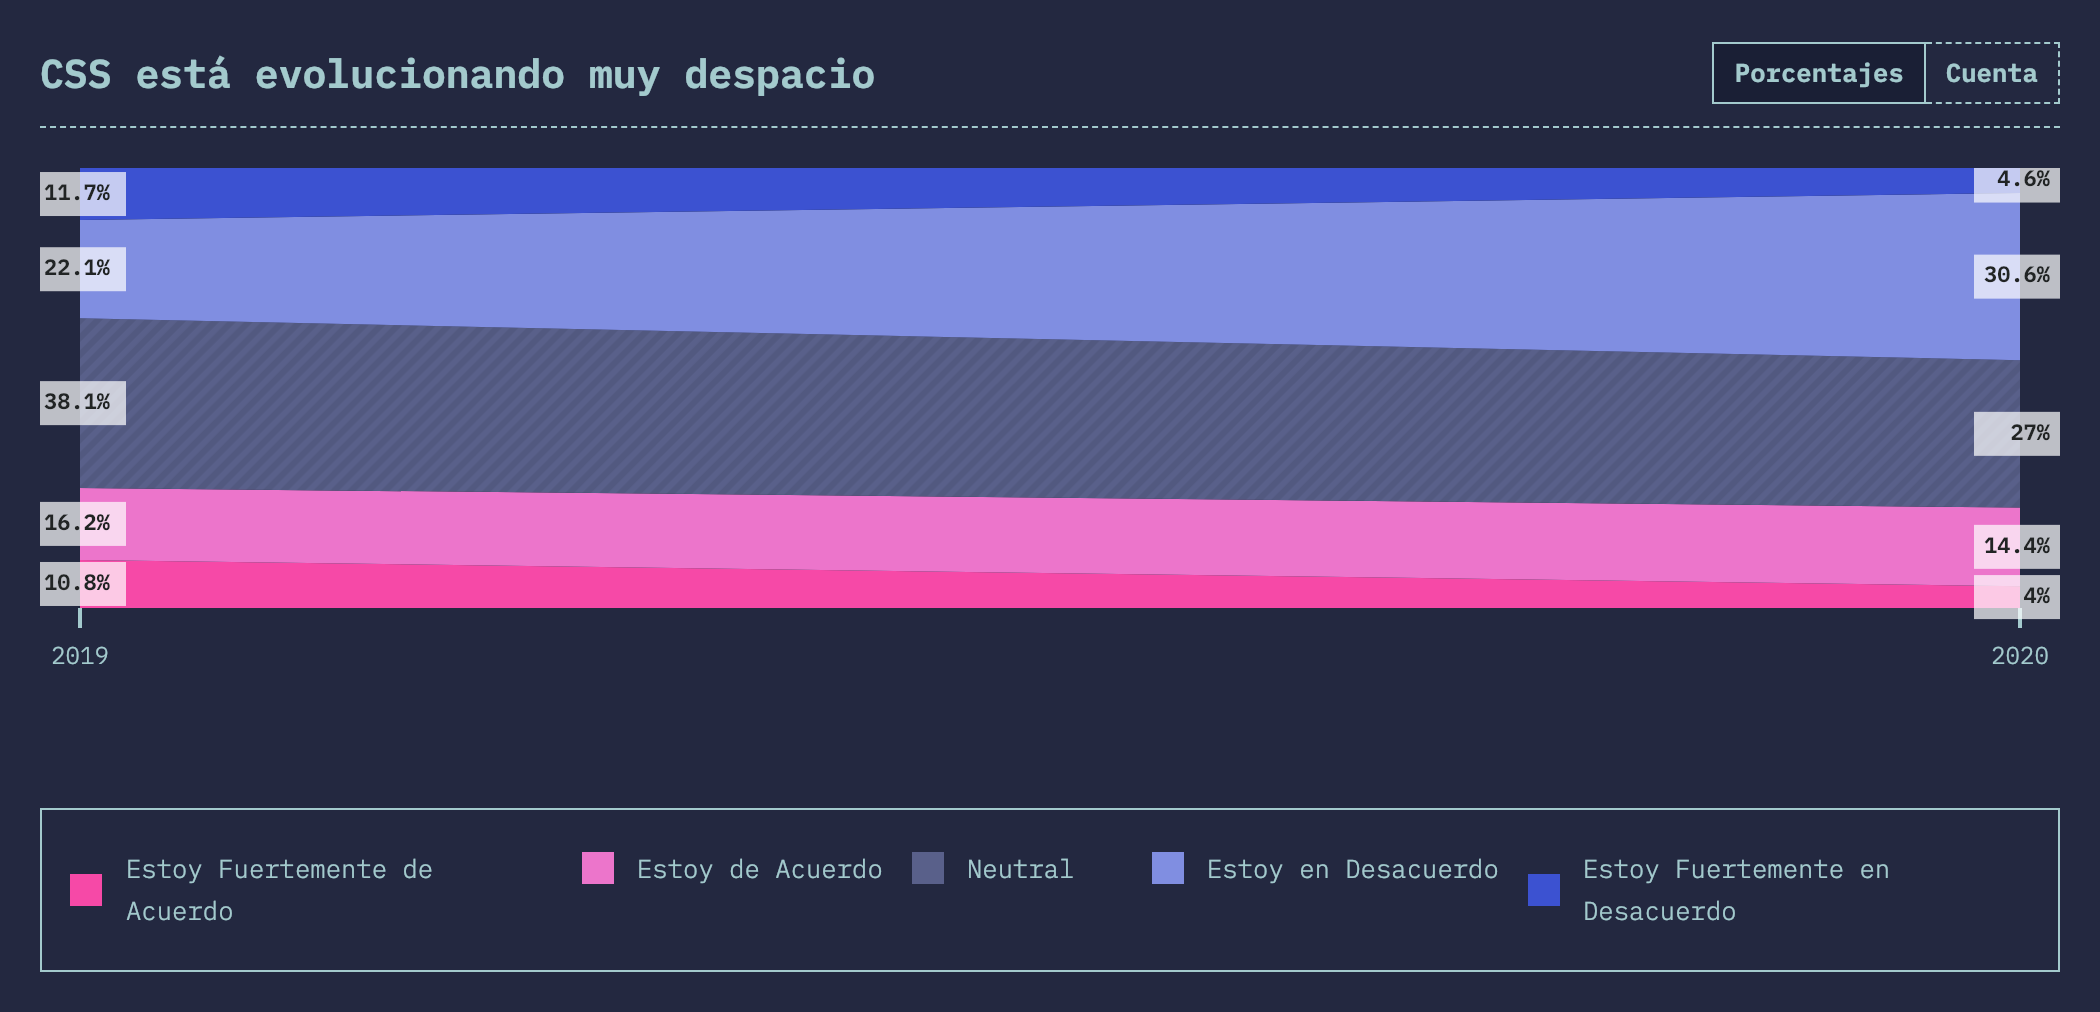 CSS está evolucionando muy despacio
Porcentajes
Cuenta
11.7%
4.6%
22.1%
30.6%
38.1%
27%
16.2%
14.4%
10.8%
4%
2019
2020
Estoy Fuertemente de
Acuerdo
Estoy de Acuerdo
Neutral
Estoy en Desacuerdo
Estoy Fuertemente en
Desacuerdo